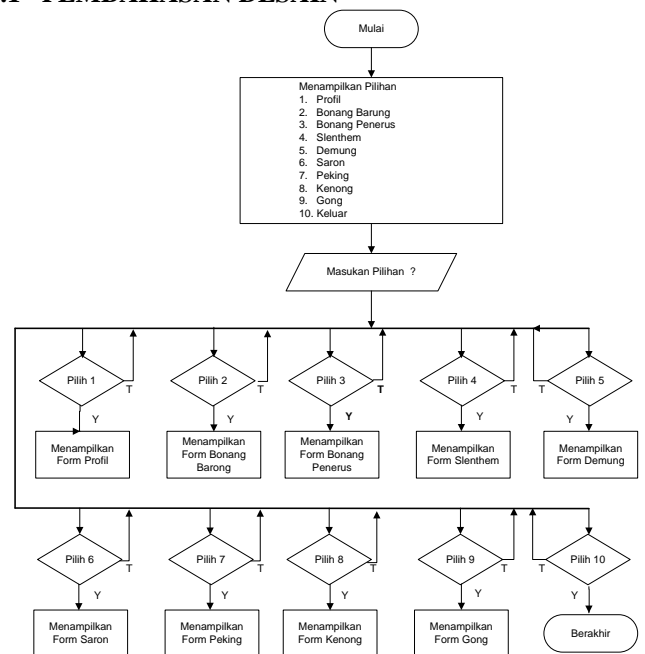 Mulai
Menampilkan Pilihan
1. Profil
2. Bonang Barung
3. Bonang Penerus
4. Slenthem
5. Demung
6. Saron
7. Peking
8. Kenong
9. Gong
10. Keluar
Masukan Pilihan ?
Pilih 1
T
Y
Menampilkan
Form Profil
Pilih 2
T
Y
Menampilkan
Form Bonang
Barong
Pilih 3
T
Y
Menampilkan
Form Bonang
Penerus
Pilih 4
T
Y
Menampilkan
Form Slenthem
Pilih 5
T
Y
Menampilkan
Form Demung
Pilih 6
T
Y
Menampilkan
Form Saron
Pilih 7
T
Y
Menampilkan
Form Peking
Pilih 8
T
Y
Menampilkan
Form Kenong
Pilih 9
T
Y
Menampilkan
Form Gong
Pilih 10
T
Y
Berakhir